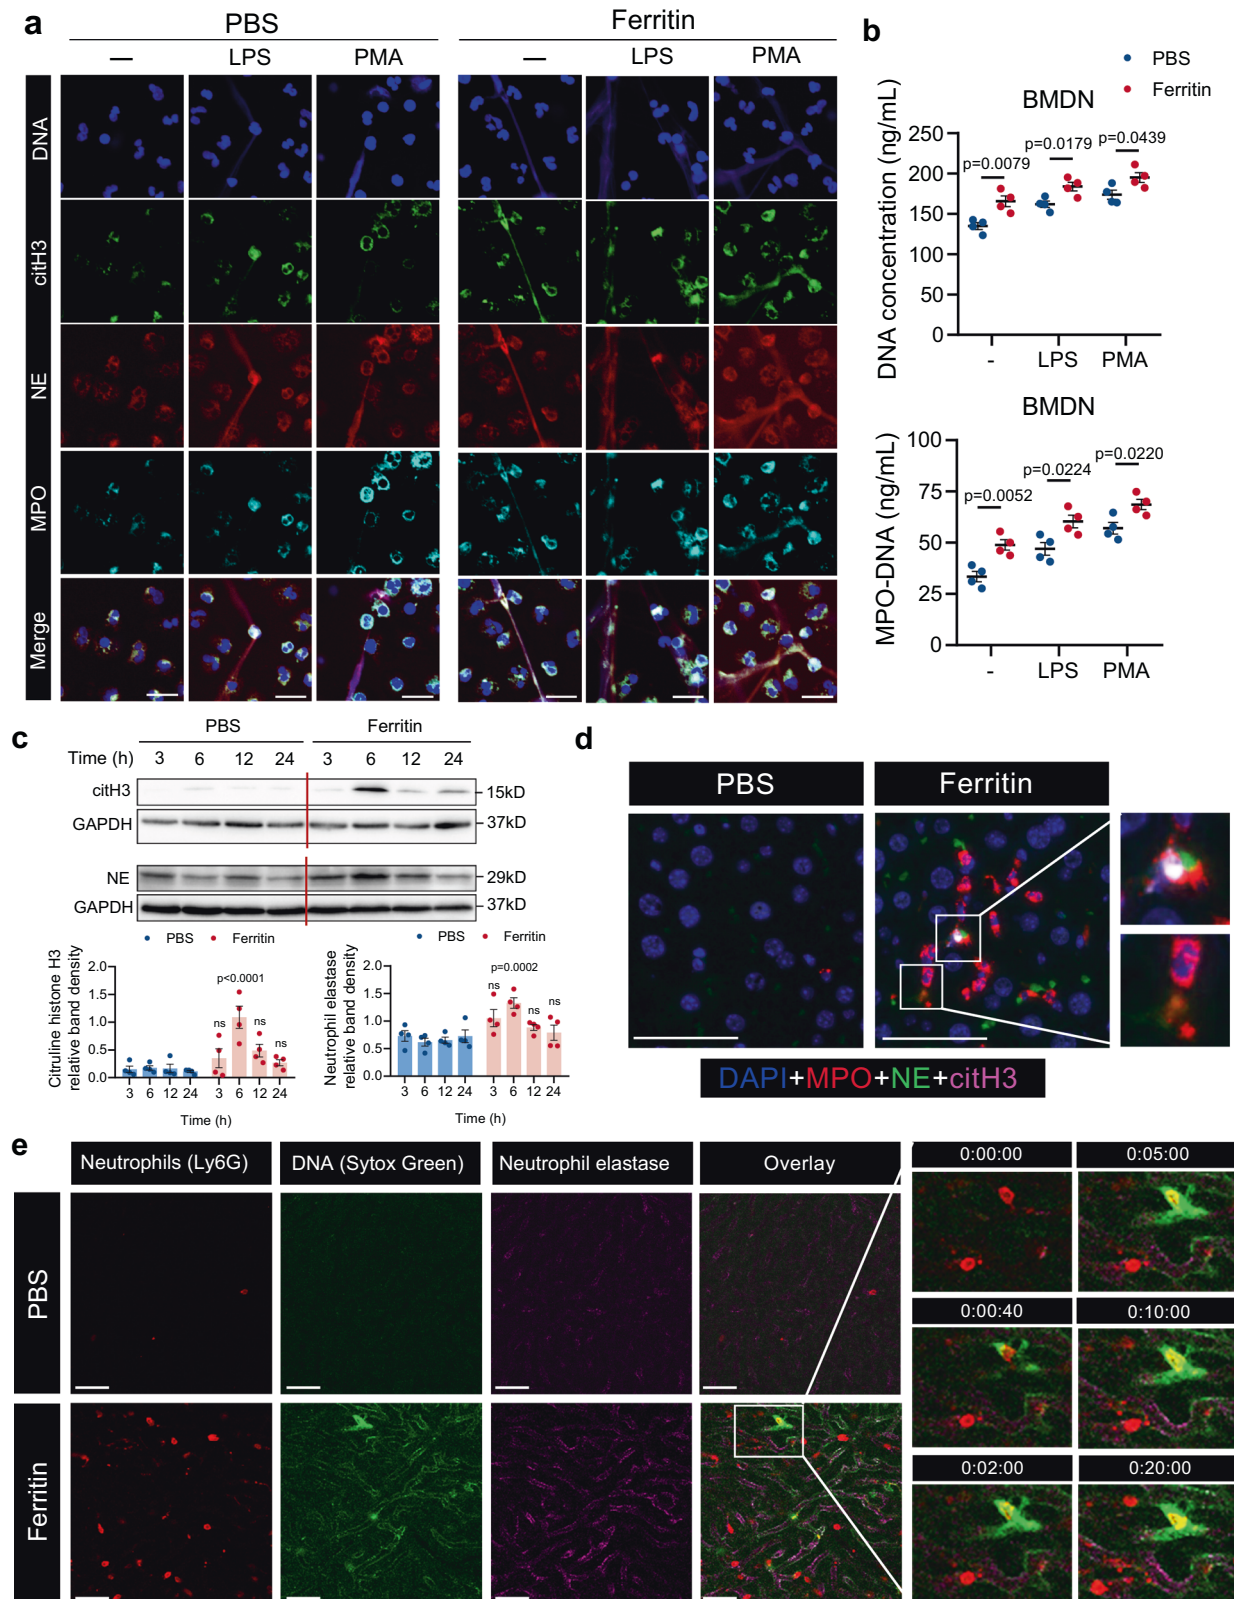 a
PBS
Ferritin
—
LPS
PMA
—
LPS
PMA
DNA
citH3
NE
MPO
Merge
b
PBS
Ferritin
BMDN
DNA concentration (ng/mL)
250
200
150
100
50
0
p=0.0079
p=0.0179
p=0.0439
-
LPS
PMA
BMDN
MPO-DNA (ng/mL)
100
75
50
25
0
p=0.0052
p=0.0224
p=0.0220
-
LPS
PMA
c
PBS
Ferritin
Time (h)
3
6
12
24
3
6
12
24
citH3
15kD
GAPDH
37kD
NE
29kD
GAPDH
37kD
PBS
Ferritin
Citruline histone H3
relative band density
2.0
1.5
1.0
0.5
0.0
ns
p<0.0001
ns
ns
3
6
12
24
3
6
12
24
Time (h)
PBS
Ferritin
Neutrophil elastase
relative band density
2.0
1.5
1.0
0.5
0.0
ns
p=0.0002
ns
ns
3
6
12
24
3
6
12
24
Time (h)
d
PBS
Ferritin
DAPI+MPO+NE+citH3
e
Neutrophils (Ly6G)
DNA (Sytox Green)
Neutrophil elastase
Overlay
PBS
Ferritin
0:00:00
0:05:00
0:00:40
0:10:00
0:02:00
0:20:00